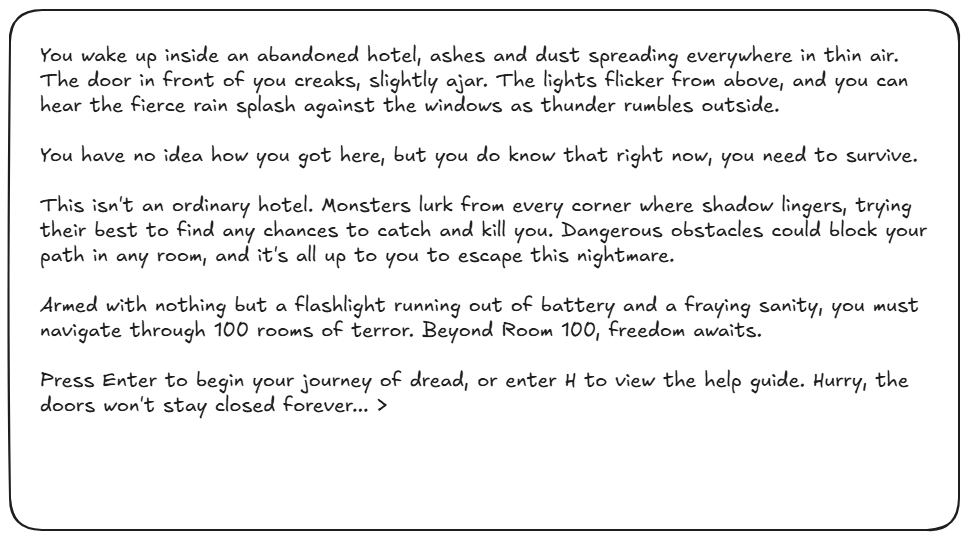 You wake up inside an abandoned hotel, ashes and dust spreading everywhere in thin air.
The door in front of you creaks, slightly ajar. The lights flicker from above, and you can
hear the fierce rain splash against the windows as thunder rumbles outside.
You have no idea how you got here, but you do know that right now, you need to survive.
This isn't an ordinary hotel. Monsters lurk from every corner where shadow lingers, trying
their best to find any chances to catch and kill you. Dangerous obstacles could block your
path in any room, and it's all up to you to escape this nightmare.
Armed with nothing but a flashlight running out of battery and a fraying sanity, you must
navigate through 100 rooms of terror. Beyond Room 100, freedom awaits.
Press Enter to begin your journey of dread, or enter H to view the help guide. Hurry, the
doors won't stay closed forever... >